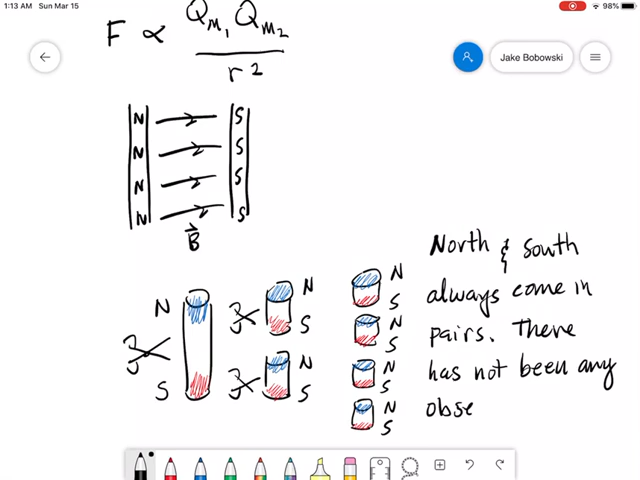 1:13 AM Sun Mar 15
98%
F ∝ Q_M₁ Q_M₂
r²
Jake Bobowski
N S
N S
N S
N S
B⃗
North & south
always come in
pairs. There
has not been any
obse
N N N
S S S
N N
S S
N
S
N
S